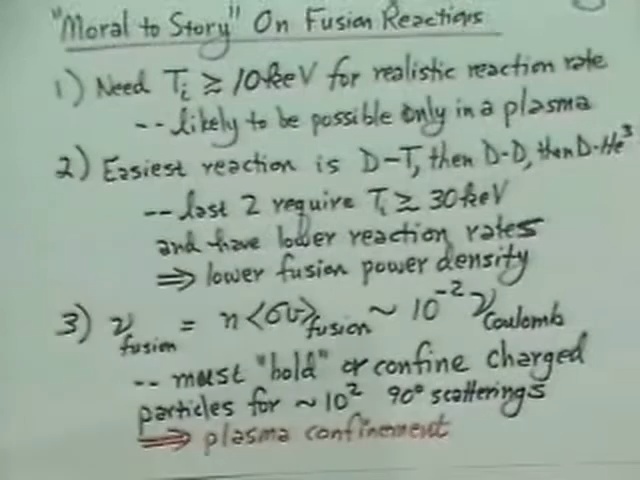 "Moral to Story" On Fusion Reactions
1) Need Tᵢ ≳ 10 keV for realistic reaction rate
-- likely to be possible only in a plasma
2) Easiest reaction is D-T, then D-D, then D-He³
-- last 2 require Tᵢ ≳ 30 keV
and have lower reaction rates
⟹ lower fusion power density
3) ν_fusion = n<σv>_fusion ~ 10⁻² ν_Coulomb
-- must "hold" or confine charged
particles for ~10² 90° scatterings
⟹ plasma confinement